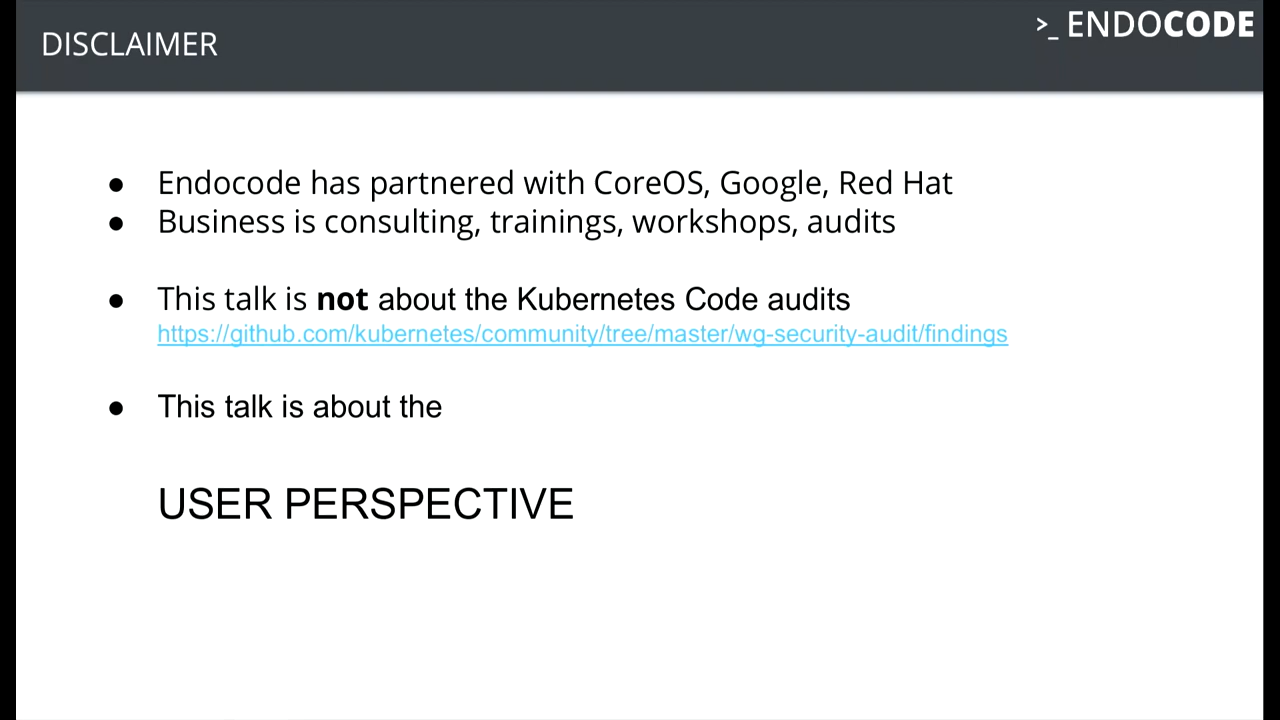 DISCLAIMER
>_ ENDOCODE
● Endocode has partnered with CoreOS, Google, Red Hat
● Business is consulting, trainings, workshops, audits
● This talk is not about the Kubernetes Code audits
https://github.com/kubernetes/community/tree/master/wg-security-audit/findings
● This talk is about the
USER PERSPECTIVE